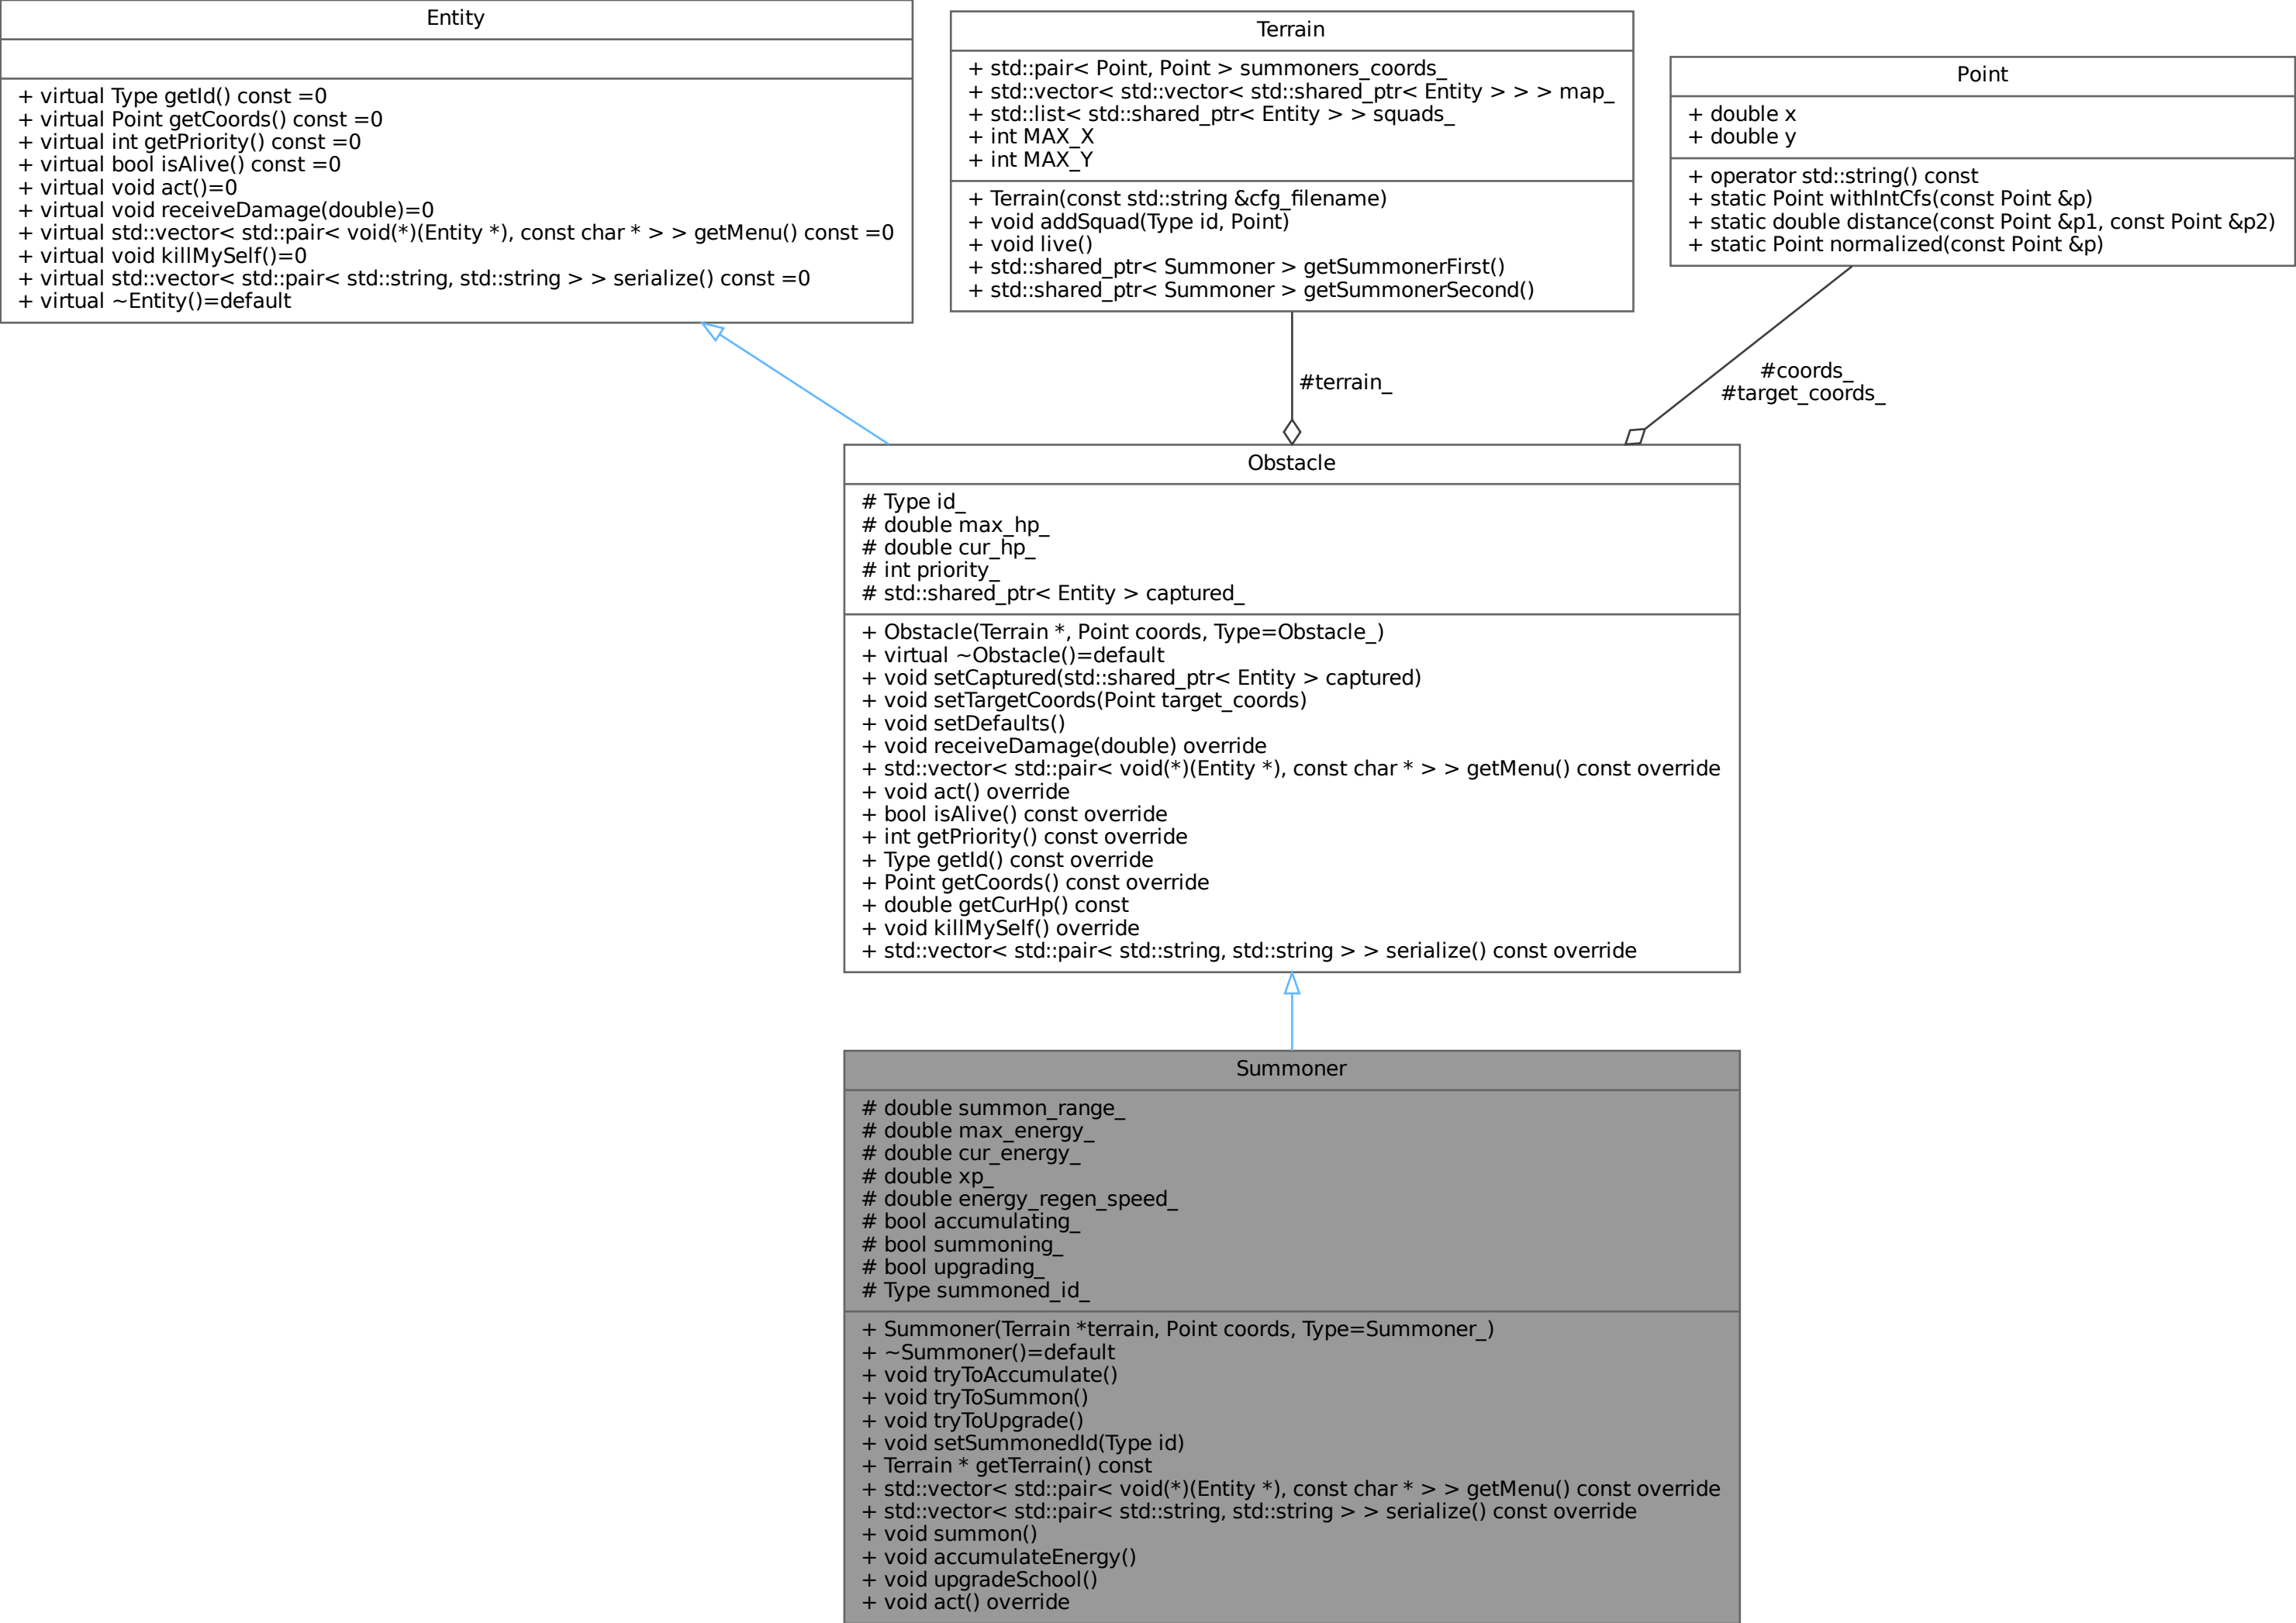 Entity
+ virtual Type getId() const =0
+ virtual Point getCoords() const =0
+ virtual int getPriority() const =0
+ virtual bool isAlive() const =0
+ virtual void act()=0
+ virtual void receiveDamage(double)=0
+ virtual std::vector< std::pair< void(*)(Entity *), const char * > > getMenu() const =0
+ virtual void killMySelf()=0
+ virtual std::vector< std::pair< std::string, std::string > > serialize() const =0
+ virtual ~Entity()=default
Terrain
+ std::pair< Point, Point > summoners_coords_
+ std::vector< std::vector< std::shared_ptr< Entity > > > map_
+ std::list< std::shared_ptr< Entity > > squads_
+ int MAX_X
+ int MAX_Y
+ Terrain(const std::string &cfg_filename)
+ void addSquad(Type id, Point)
+ void live()
+ std::shared_ptr< Summoner > getSummonerFirst()
+ std::shared_ptr< Summoner > getSummonerSecond()
Point
+ double x
+ double y
+ operator std::string() const
+ static Point withIntCfs(const Point &p)
+ static double distance(const Point &p1, const Point &p2)
+ static Point normalized(const Point &p)
#terrain_
#coords_
#target_coords_
Obstacle
# Type id_
# double max_hp_
# double cur_hp_
# int priority_
# std::shared_ptr< Entity > captured_
+ Obstacle(Terrain *, Point coords, Type=Obstacle_)
+ virtual ~Obstacle()=default
+ void setCaptured(std::shared_ptr< Entity > captured)
+ void setTargetCoords(Point target_coords)
+ void setDefaults()
+ void receiveDamage(double) override
+ std::vector< std::pair< void(*)(Entity *), const char * > > getMenu() const override
+ void act() override
+ bool isAlive() const override
+ int getPriority() const override
+ Type getId() const override
+ Point getCoords() const override
+ double getCurHp() const
+ void killMySelf() override
+ std::vector< std::pair< std::string, std::string > > serialize() const override
Summoner
# double summon_range_
# double max_energy_
# double cur_energy_
# double xp_
# double energy_regen_speed_
# bool accumulating_
# bool summoning_
# bool upgrading_
# Type summoned_id_
+ Summoner(Terrain *terrain, Point coords, Type=Summoner_)
+ ~Summoner()=default
+ void tryToAccumulate()
+ void tryToSummon()
+ void tryToUpgrade()
+ void setSummonedId(Type id)
+ Terrain * getTerrain() const
+ std::vector< std::pair< void(*)(Entity *), const char * > > getMenu() const override
+ std::vector< std::pair< std::string, std::string > > serialize() const override
+ void summon()
+ void accumulateEnergy()
+ void upgradeSchool()
+ void act() override